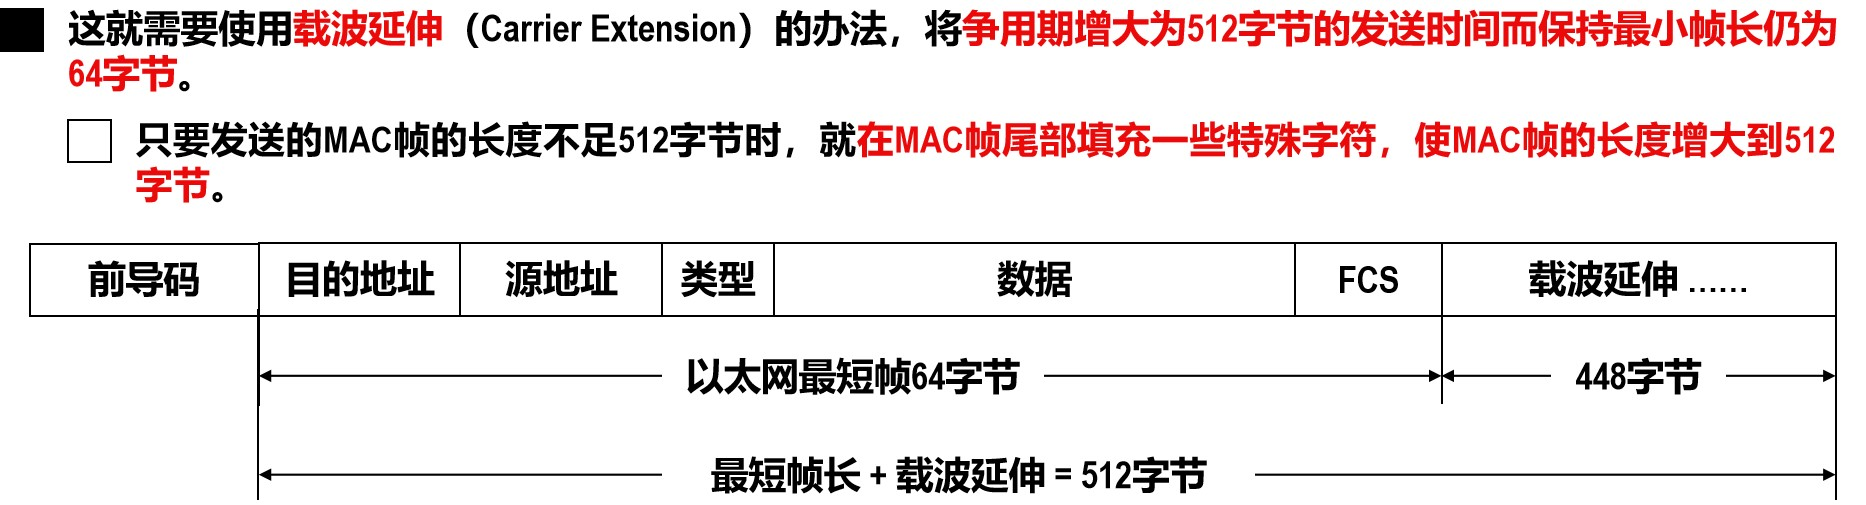 这就需要使用载波延伸（Carrier Extension）的办法，将争用期增大为512字节的发送时间而保持最小帧长仍为
64字节。
只要发送的MAC帧的长度不足512字节时，就在MAC帧尾部填充一些特殊字符，使MAC帧的长度增大到512
字节。
前导码 目的地址 源地址 类型 数据 FCS 载波延伸 ……
以太网最短帧64字节 448字节
最短帧长 + 载波延伸 = 512字节